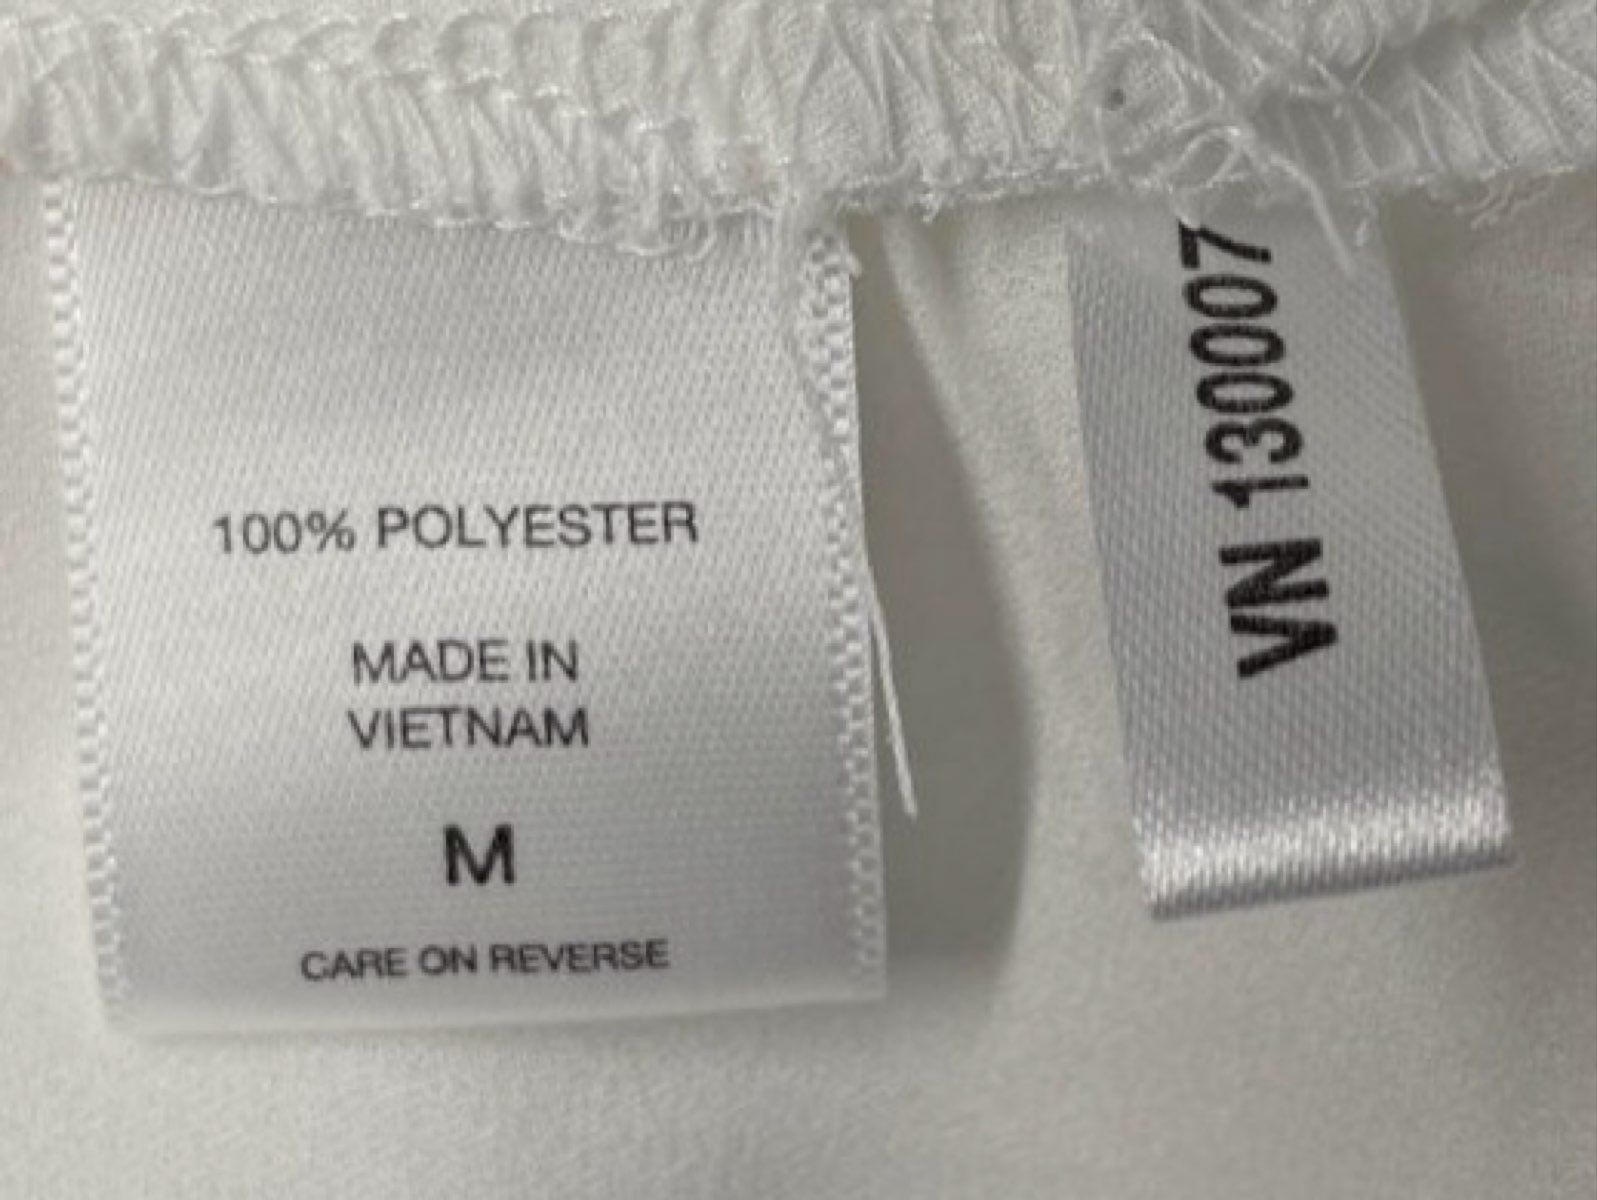 100% POLYESTER
MADE IN
VIETNAM
M
CARE ON REVERSE
VN 130007